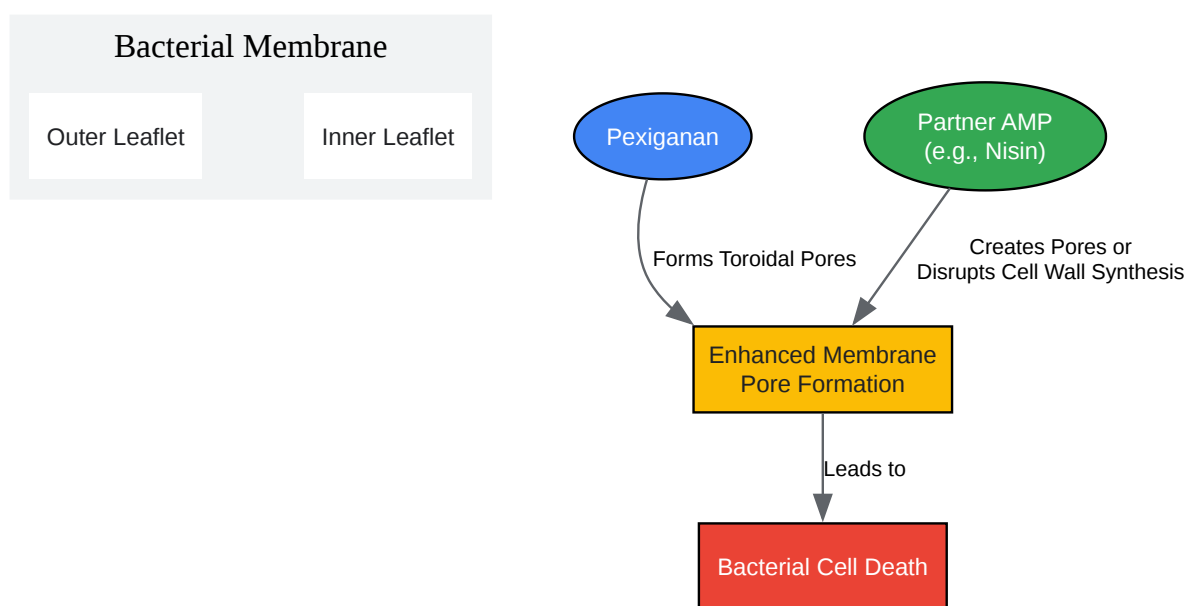 Bacterial Membrane
Outer Leaflet
Inner Leaflet
Pexiganan
Partner AMP
(e.g., Nisin)
Forms Toroidal Pores
Creates Pores or
Disrupts Cell Wall Synthesis
Enhanced Membrane
Pore Formation
Leads to
Bacterial Cell Death